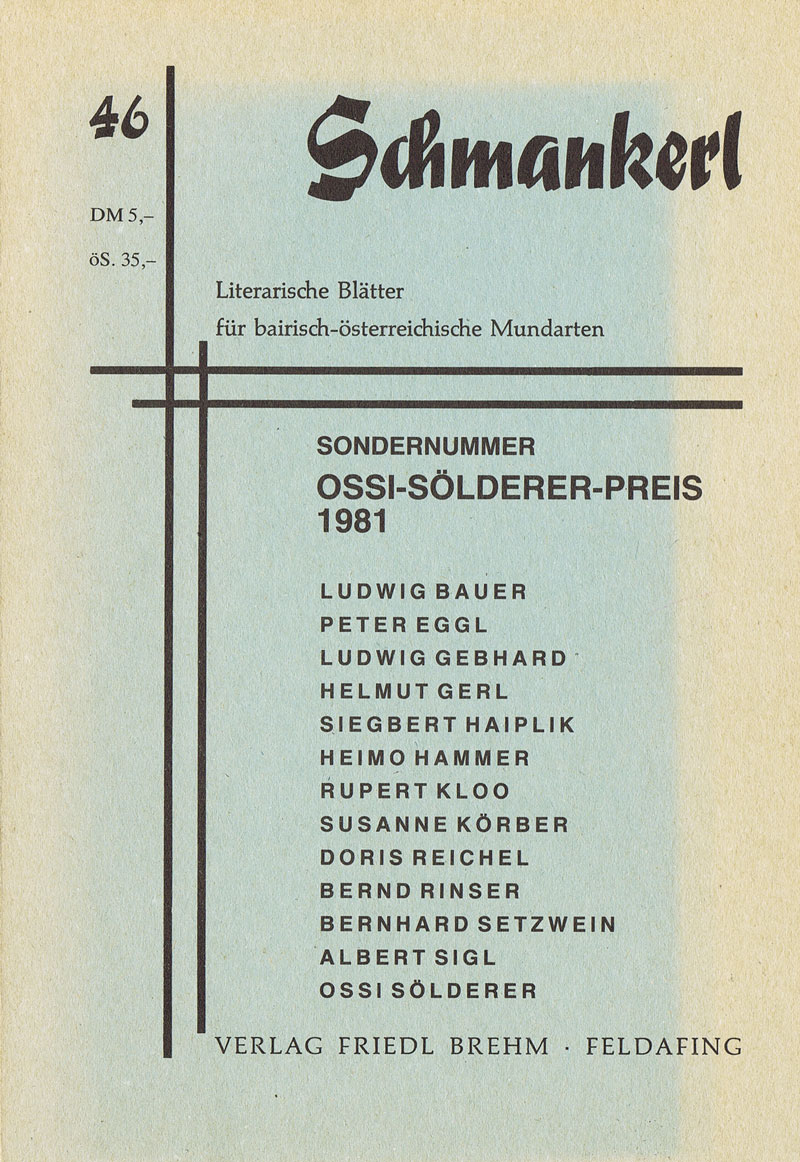 46
Schmankerl
DM 5,–
öS. 35,–
Literarische Blätter
für bairisch-österreichische Mundarten
SONDERNUMMER
OSSI-SÖLDERER-PREIS
1981
LUDWIG BAUER
PETER EGGL
LUDWIG GEBHARD
HELMUT GERL
SIEGBERT HAIPLIK
HEIMO HAMMER
RUPERT KLOO
SUSANNE KÖRBER
DORIS REICHEL
BERND RINSER
BERNHARD SETZWEIN
ALBERT SIGL
OSSI SÖLDERER
VERLAG FRIEDL BREHM · FELDAFING